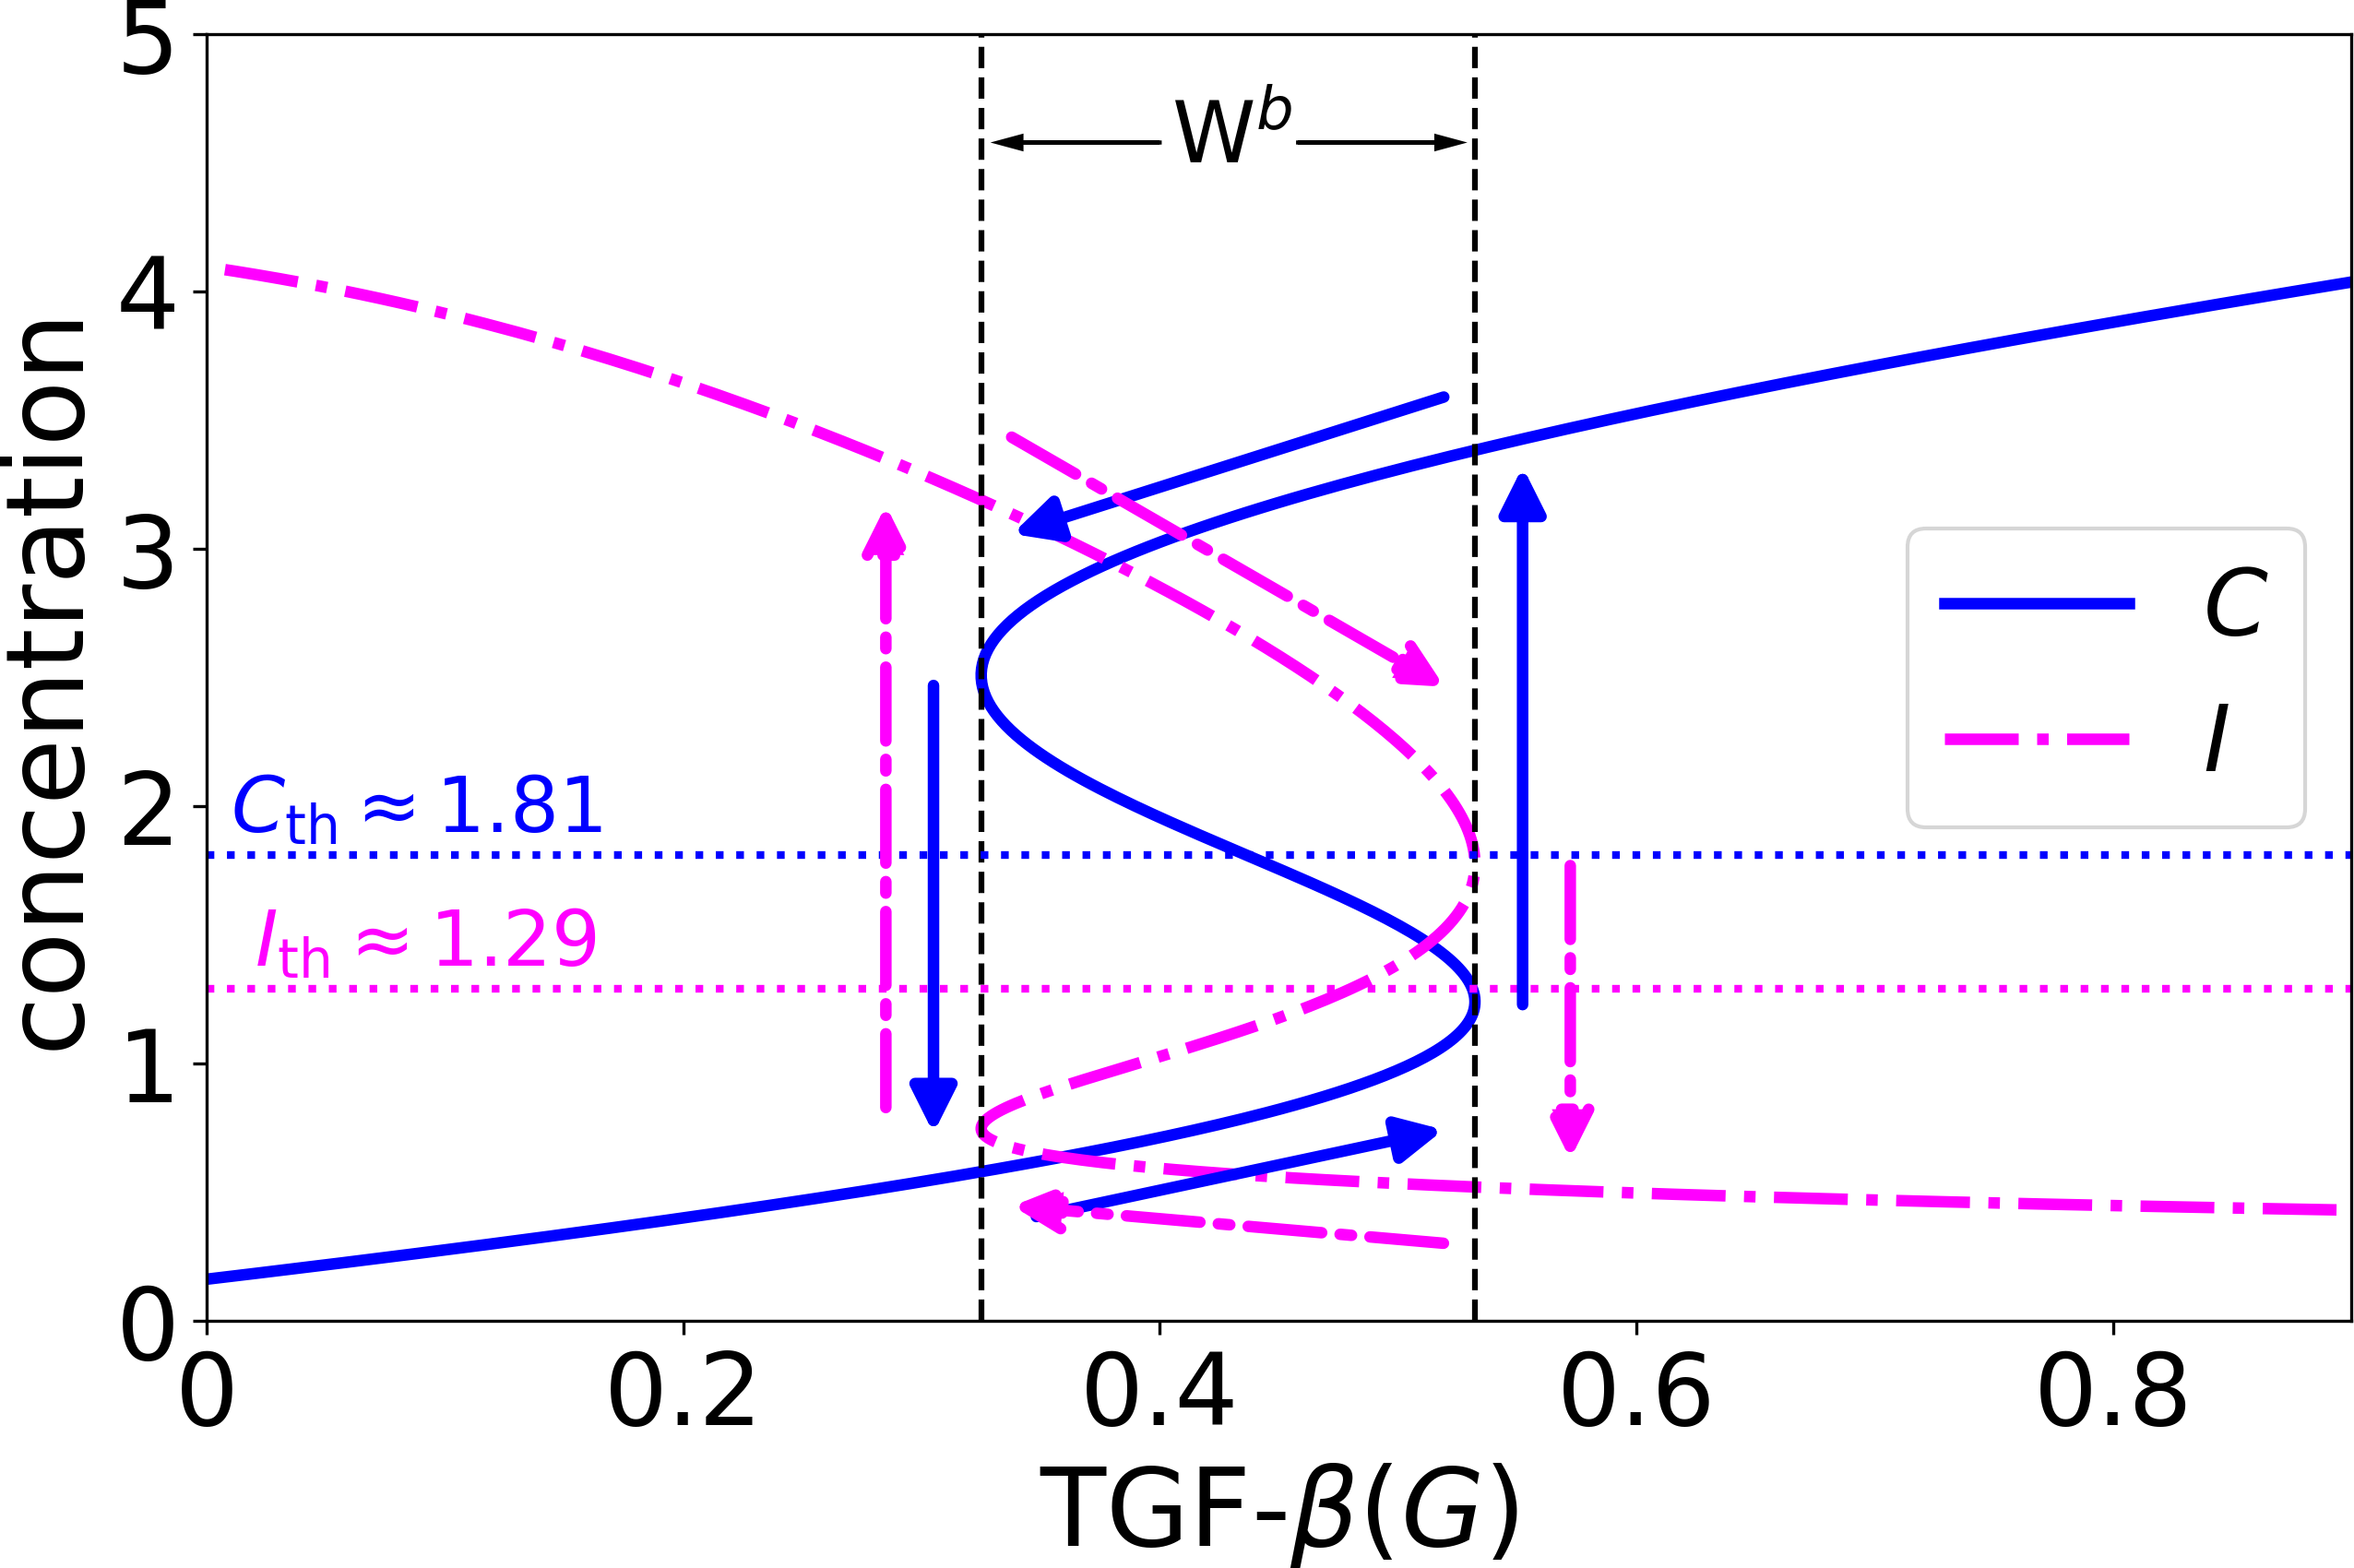 concentration
5
4
3
2
1
0
W^b
C
I
C_th ≈ 1.81
I_th ≈ 1.29
0 0.2 0.4 0.6 0.8
TGF-β(G)